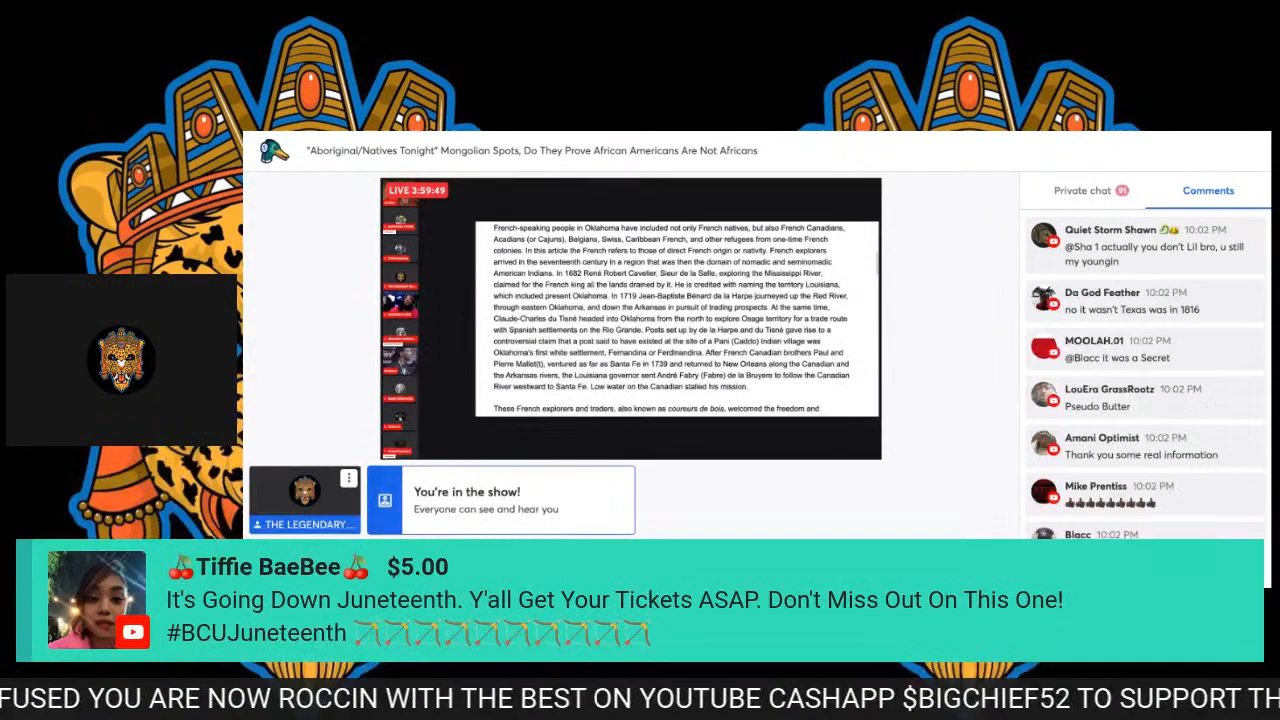 "Aboriginal/Natives Tonight" Mongolian Spots, Do They Prove African Americans Are Not Africans
LIVE 3:59:49
French-speaking people in Oklahoma have included not only French natives, but also French Canadians,
Acadians (or Cajuns), Belgians, Swiss, Caribbean French, and other refugees from one-time French
colonies. In this article the French refers to those of direct French origin or nativity. French explorers
arrived in the seventeenth century in a region that was then the domain of nomadic and seminomadic
American Indians. In 1682 René Robert Cavelier, Sieur de la Salle, exploring the Mississippi River,
claimed for the French king all the lands drained by it. He is credited with naming the territory Louisiana,
which included present Oklahoma. In 1719 Jean-Baptiste Bénard de la Harpe journeyed up the Red River,
through eastern Oklahoma, and down the Arkansas in pursuit of trading prospects. At the same time,
Claude-Charles du Tisné headed into Oklahoma from the north to explore Osage territory for a trade route
with Spanish settlements on the Rio Grande. Posts set up by de la Harpe and du Tisné gave rise to a
controversial claim that a post said to have existed at the site of a Pani (Caddo) Indian village was
Oklahoma's first white settlement, Fernandina or Ferdinandina. After French Canadian brothers Paul and
Pierre Mallet(t), ventured as far as Santa Fe in 1739 and returned to New Orleans along the Canadian and
the Arkansas rivers, the Louisiana governor sent André Fabry (Fabre) de la Bruyere to follow the Canadian
River westward to Santa Fe. Low water on the Canadian stalled his mission.
These French explorers and traders, also known as coureurs de bois, welcomed the freedom and
Private chat 91
Comments
Quiet Storm Shawn 10:02 PM
@Sha 1 actually you don't Lil bro, u still
my youngin
Da God Feather 10:02 PM
no it wasn't Texas was in 1816
MOOLAH.01 10:02 PM
@Blacc it was a Secret
LouEra GrassRootz 10:02 PM
Pseudo Butter
Amani Optimist 10:02 PM
Thank you some real information
Mike Prentiss 10:02 PM
👍🏿👍🏿👍🏿👍🏿👍🏿👍🏿👍🏿👍🏿👍🏿
Blacc 10:02 PM
THE LEGENDARY...
You're in the show!
Everyone can see and hear you
🍒Tiffie BaeBee🍒 $5.00
It's Going Down Juneteenth. Y'all Get Your Tickets ASAP. Don't Miss Out On This One!
#BCUJuneteenth 🏹🏹🏹🏹🏹🏹🏹🏹🏹🏹
FUSED YOU ARE NOW ROCCIN WITH THE BEST ON YOUTUBE CASHAPP $BIGCHIEF52 TO SUPPORT TH